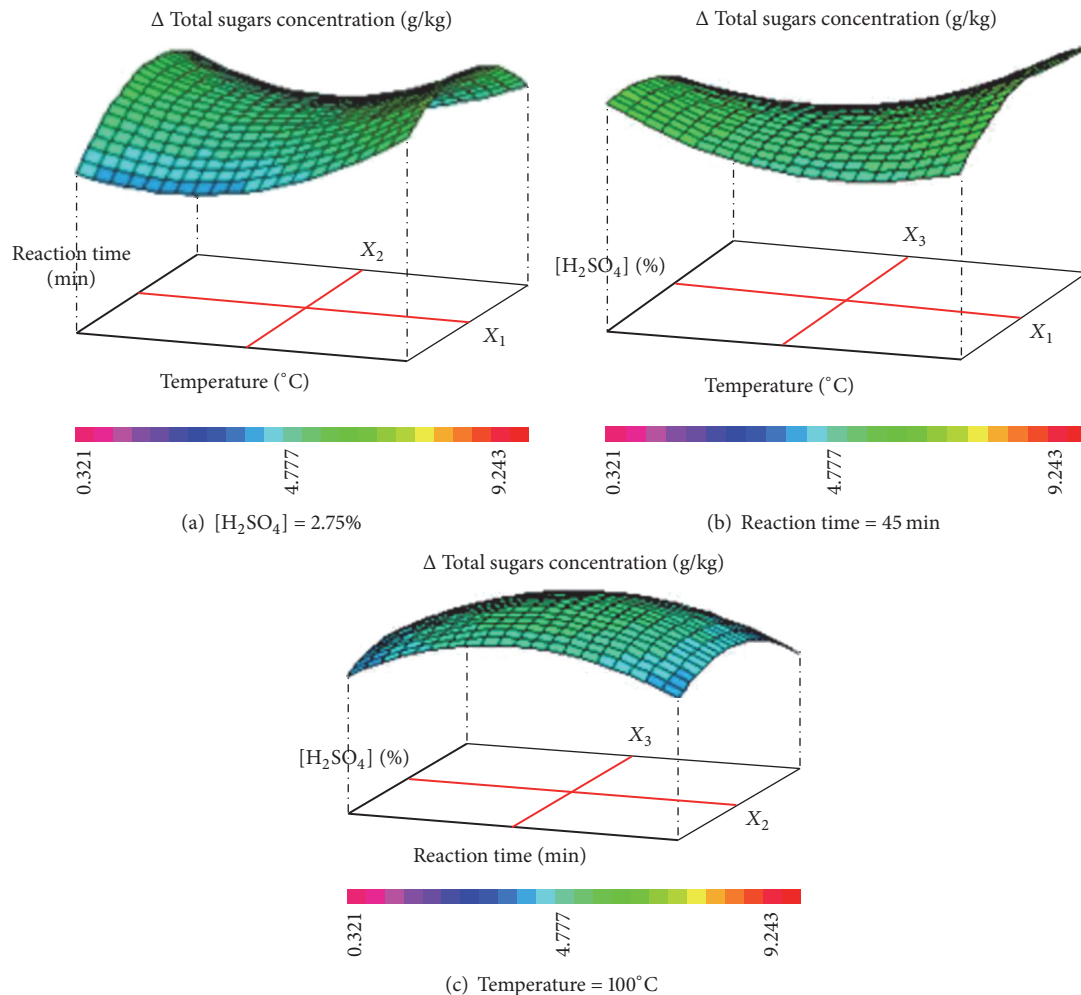 Δ Total sugars concentration (g/kg)
Reaction time
(min)
X₂
X₁
Temperature (°C)
0.321
4.777
9.243
(a) [H₂SO₄] = 2.75%
Δ Total sugars concentration (g/kg)
[H₂SO₄] (%)
X₃
X₁
Temperature (°C)
0.321
4.777
9.243
(b) Reaction time = 45 min
Δ Total sugars concentration (g/kg)
[H₂SO₄] (%)
X₃
X₂
Reaction time (min)
0.321
4.777
9.243
(c) Temperature = 100°C